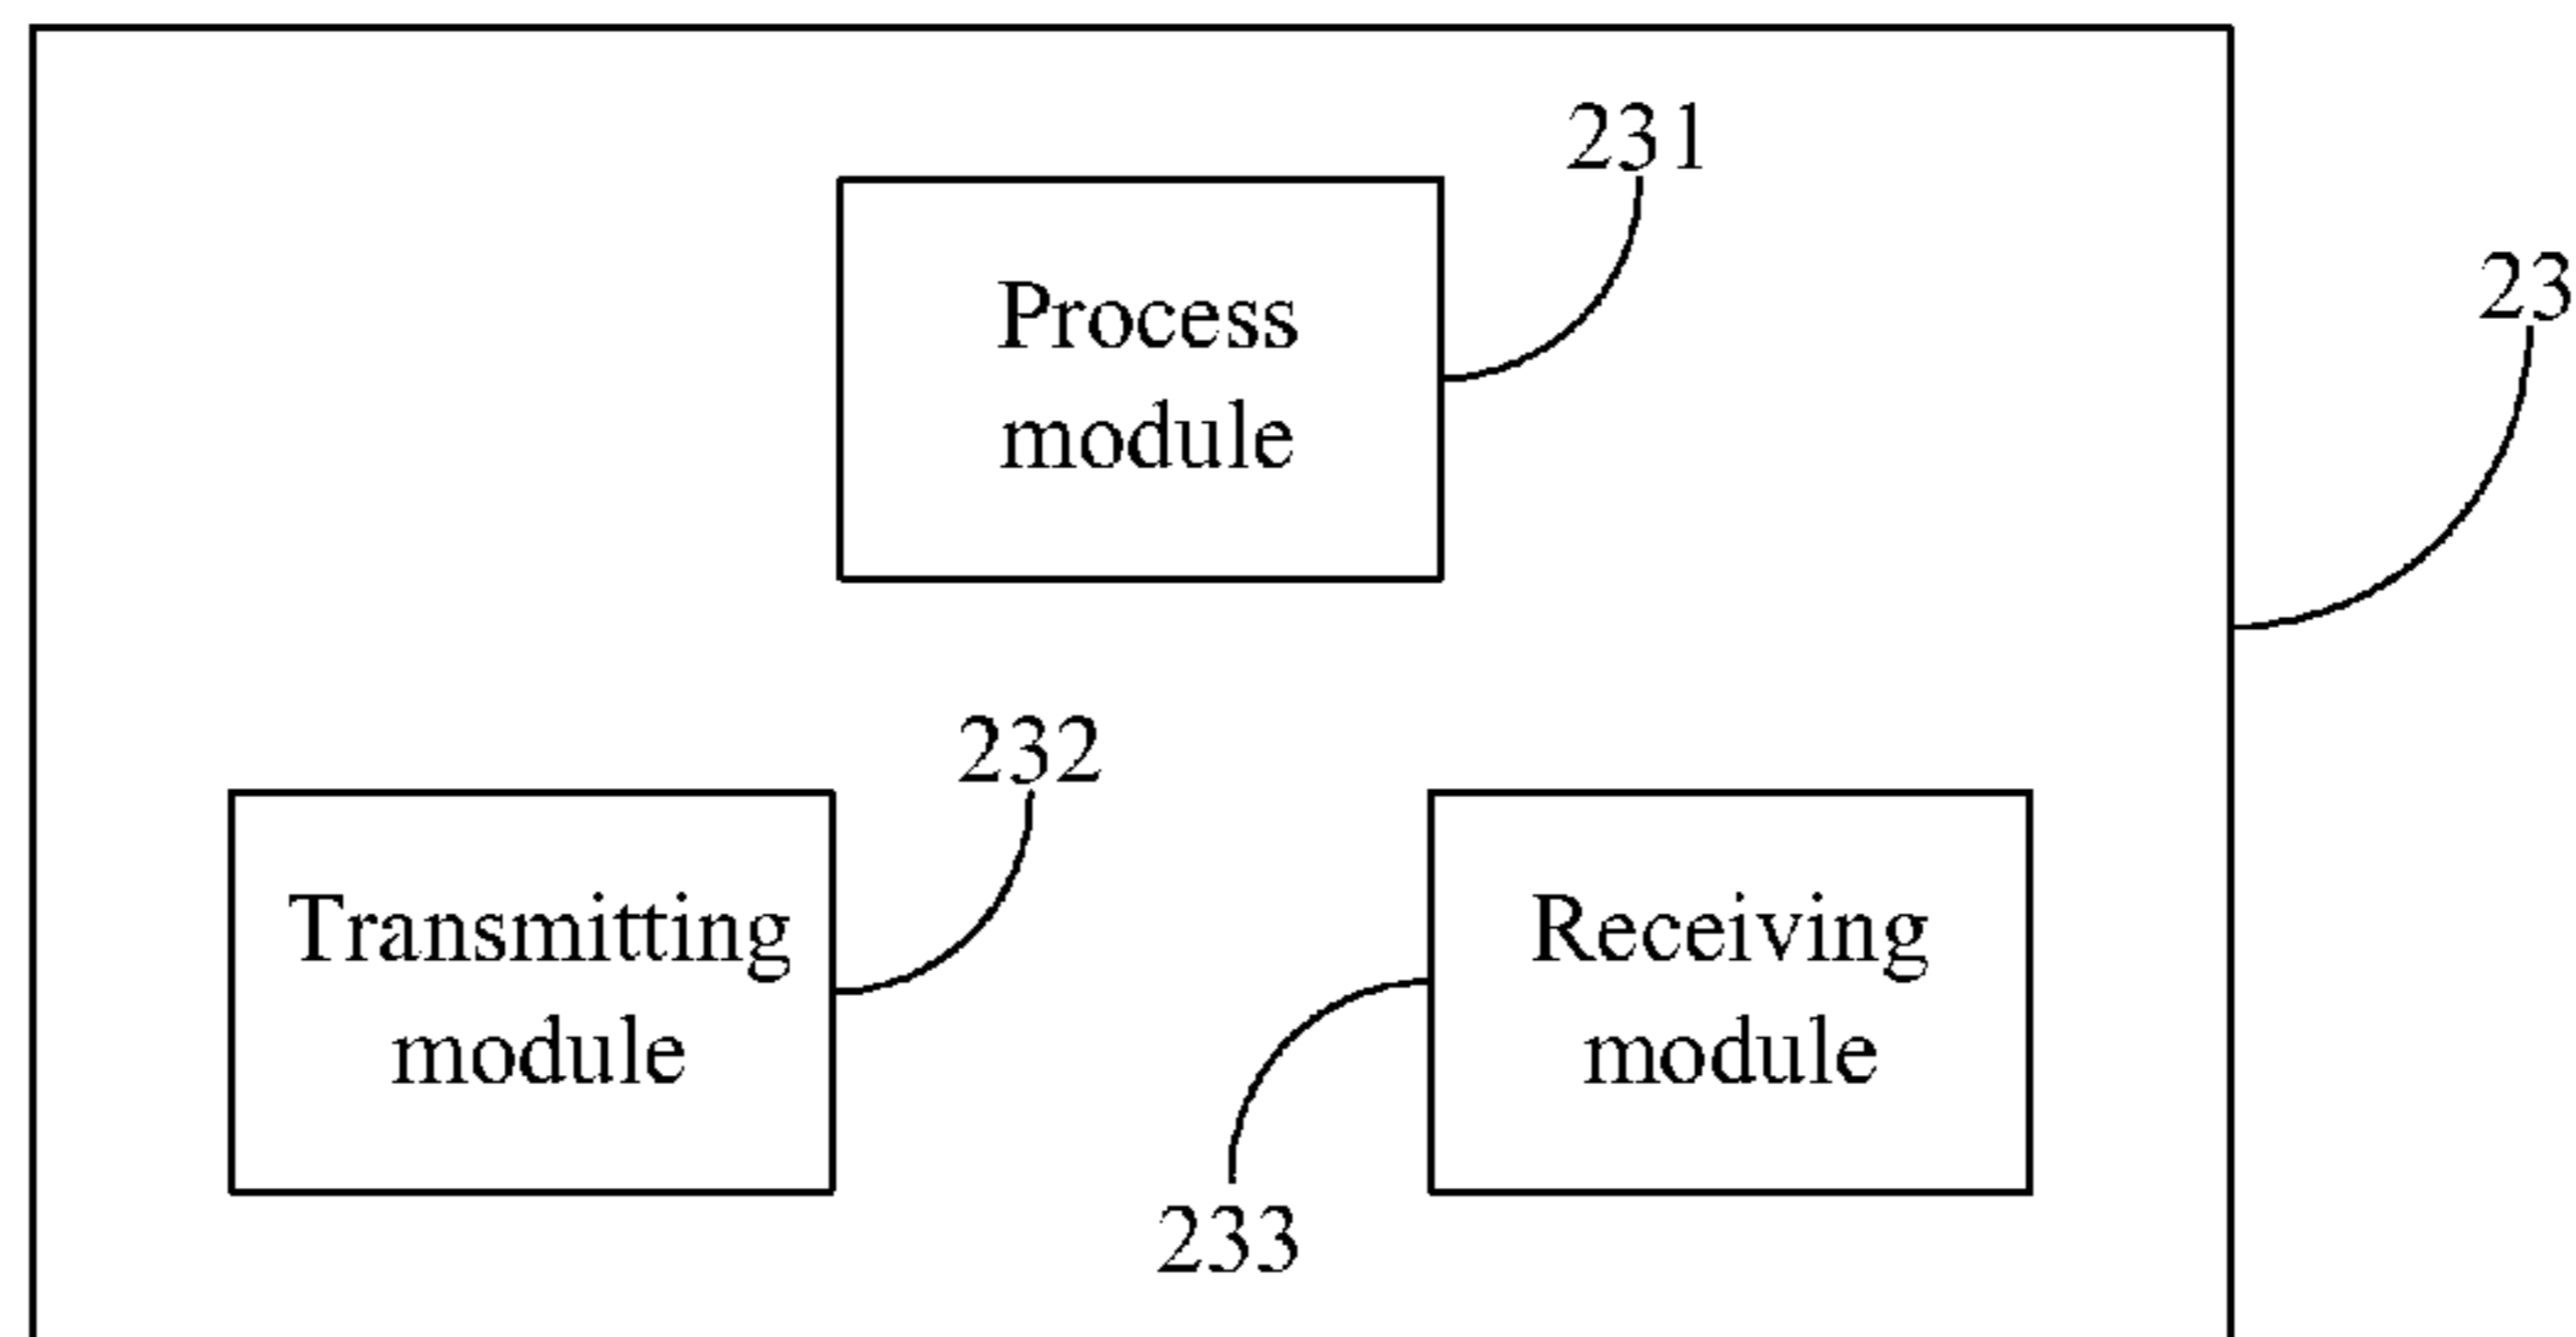 231
Process
module
23
232
Transmitting
module
Receiving
module
233